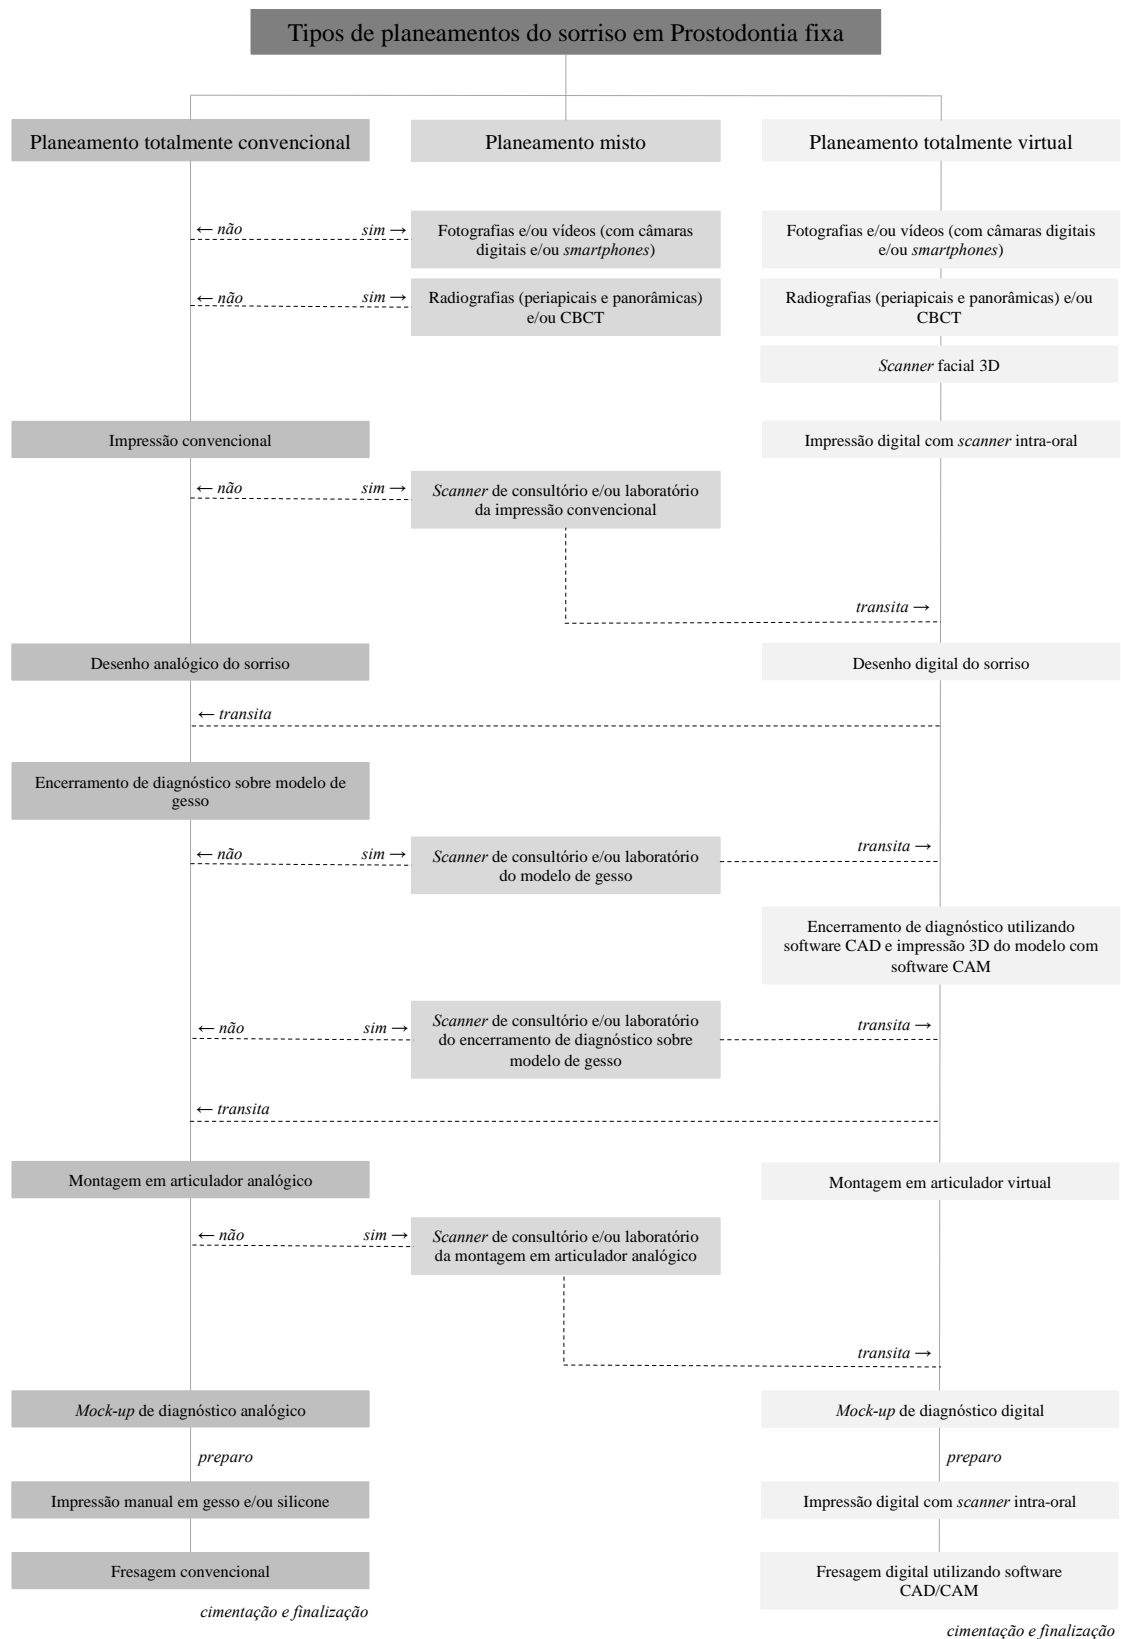 Tipos de planeamentos do sorriso em Prostodontia fixa
Planeamento totalmente convencional
Planeamento misto
Planeamento totalmente virtual
← não
sim →
Fotografias e/ou vídeos (com câmaras
digitais e/ou smartphones)
Fotografias e/ou vídeos (com câmaras digitais
e/ou smartphones)
← não
sim →
Radiografias (periapicais e panorâmicas)
e/ou CBCT
Radiografias (periapicais e panorâmicas) e/ou
CBCT
Scanner facial 3D
Impressão convencional
Impressão digital com scanner intra-oral
← não
sim →
Scanner de consultório e/ou laboratório
da impressão convencional
transita →
Desenho analógico do sorriso
Desenho digital do sorriso
← transita
Encerramento de diagnóstico sobre modelo de
gesso
← não
sim →
Scanner de consultório e/ou laboratório
do modelo de gesso
transita →
Encerramento de diagnóstico utilizando
software CAD e impressão 3D do modelo com
software CAM
← não
sim →
Scanner de consultório e/ou laboratório
do encerramento de diagnóstico sobre
modelo de gesso
transita →
← transita
Montagem em articulador analógico
Montagem em articulador virtual
← não
sim →
Scanner de consultório e/ou laboratório
da montagem em articulador analógico
transita →
Mock-up de diagnóstico analógico
Mock-up de diagnóstico digital
preparo
preparo
Impressão manual em gesso e/ou silicone
Impressão digital com scanner intra-oral
Fresagem convencional
Fresagem digital utilizando software
CAD/CAM
cimentação e finalização
cimentação e finalização